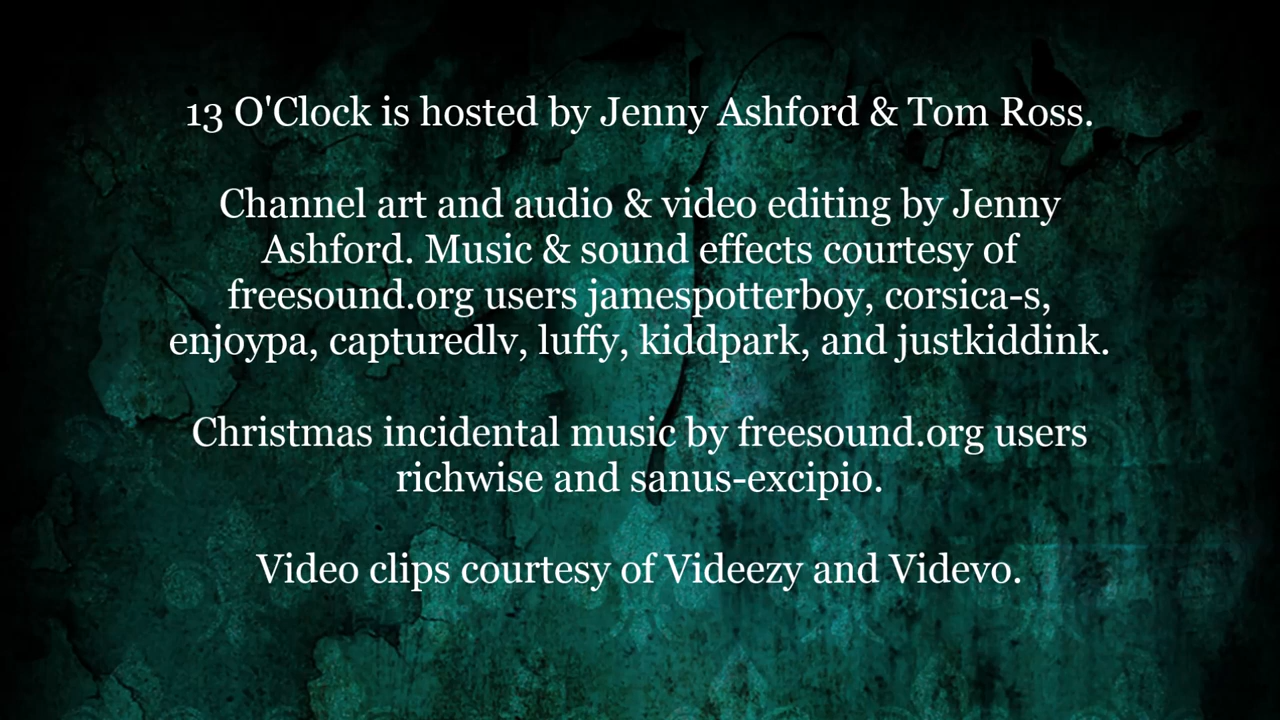 13 O'Clock is hosted by Jenny Ashford & Tom Ross.
Channel art and audio & video editing by Jenny
Ashford. Music & sound effects courtesy of
freesound.org users jamespotterboy, corsica-s,
enjoypa, capturedlv, luffy, kiddpark, and justkiddink.
Christmas incidental music by freesound.org users
richwise and sanus-excipio.
Video clips courtesy of Videezy and Videvo.